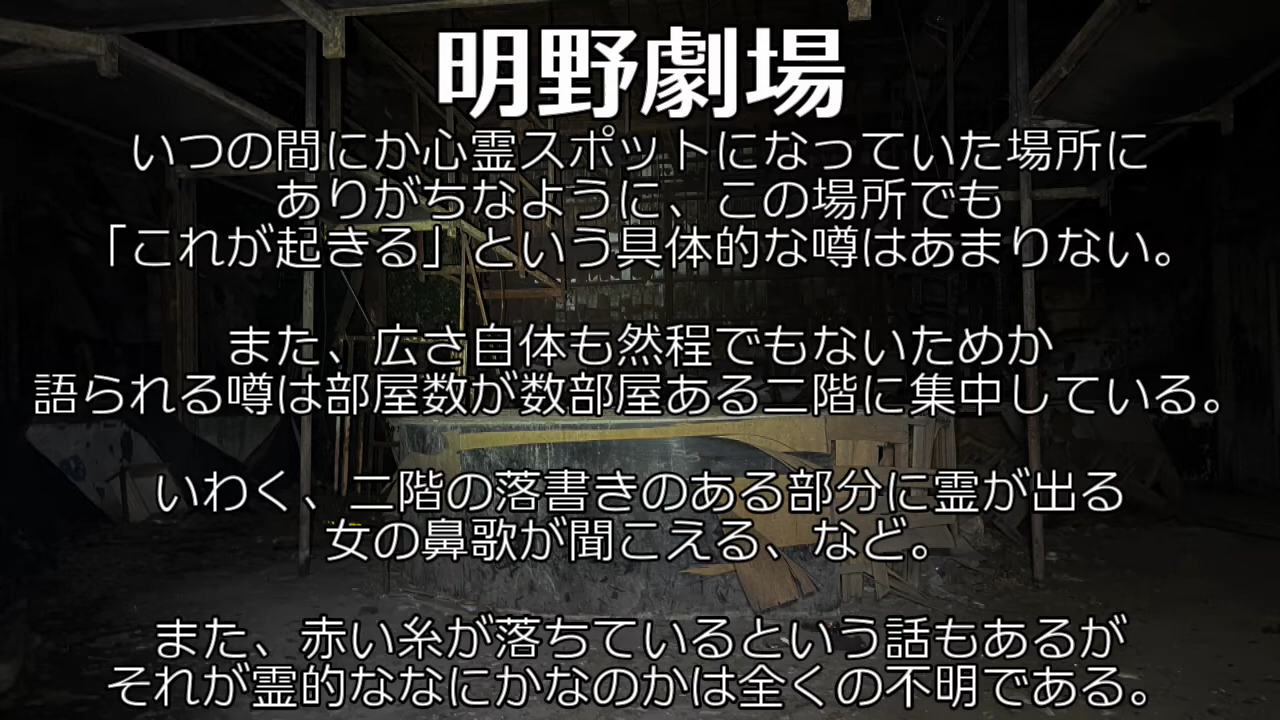 明野劇場
いつの間にか心霊スポットになっていた場所に
ありがちなように、この場所でも
「これが起きる」という具体的な噂はあまりない。
また、広さ自体も然程でもないためか
語られる噂は部屋数が数部屋ある二階に集中している。
いわく、二階の落書きのある部分に霊が出る
女の鼻歌が聞こえる、など。
また、赤い糸が落ちているという話もあるが
それが霊的ななにかなのかは全くの不明である。